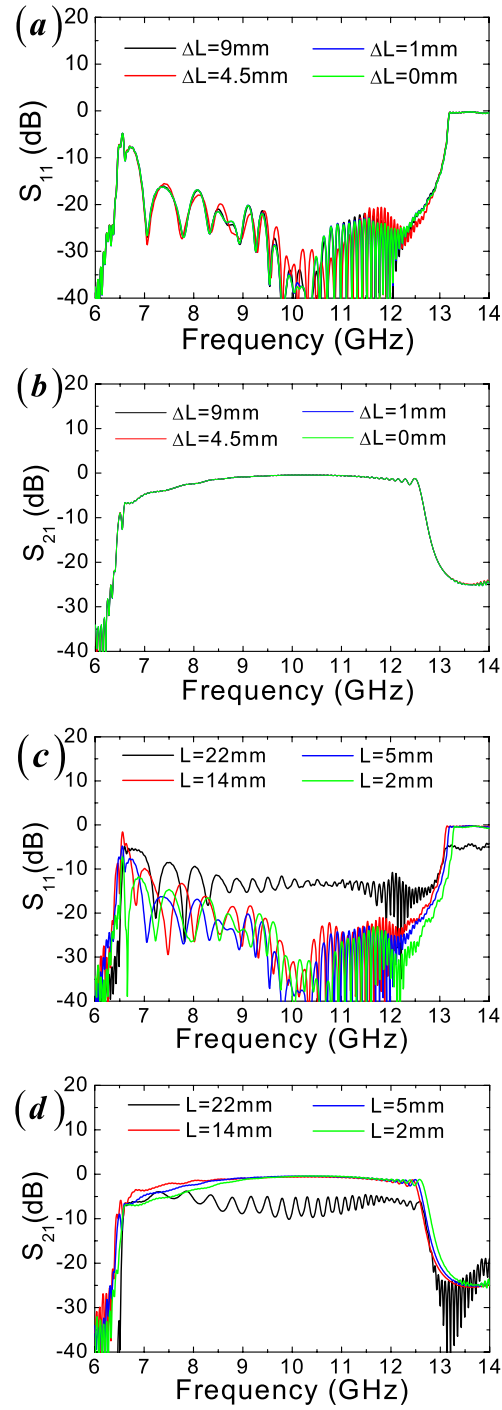 (a)
ΔL=9mm ΔL=1mm
ΔL=4.5mm ΔL=0mm
20
10
0
-10
-20
-30
-40
S11 (dB)
6 7 8 9 10 11 12 13 14
Frequency (GHz)
(b)
ΔL=9mm ΔL=1mm
ΔL=4.5mm ΔL=0mm
20
10
0
-10
-20
-30
-40
S21 (dB)
6 7 8 9 10 11 12 13 14
Frequency (GHz)
(c)
L=22mm L=5mm
L=14mm L=2mm
20
10
0
-10
-20
-30
-40
S11 (dB)
6 7 8 9 10 11 12 13 14
Frequency (GHz)
(d)
L=22mm L=5mm
L=14mm L=2mm
20
10
0
-10
-20
-30
-40
S21(dB)
6 7 8 9 10 11 12 13 14
Frequency (GHz)